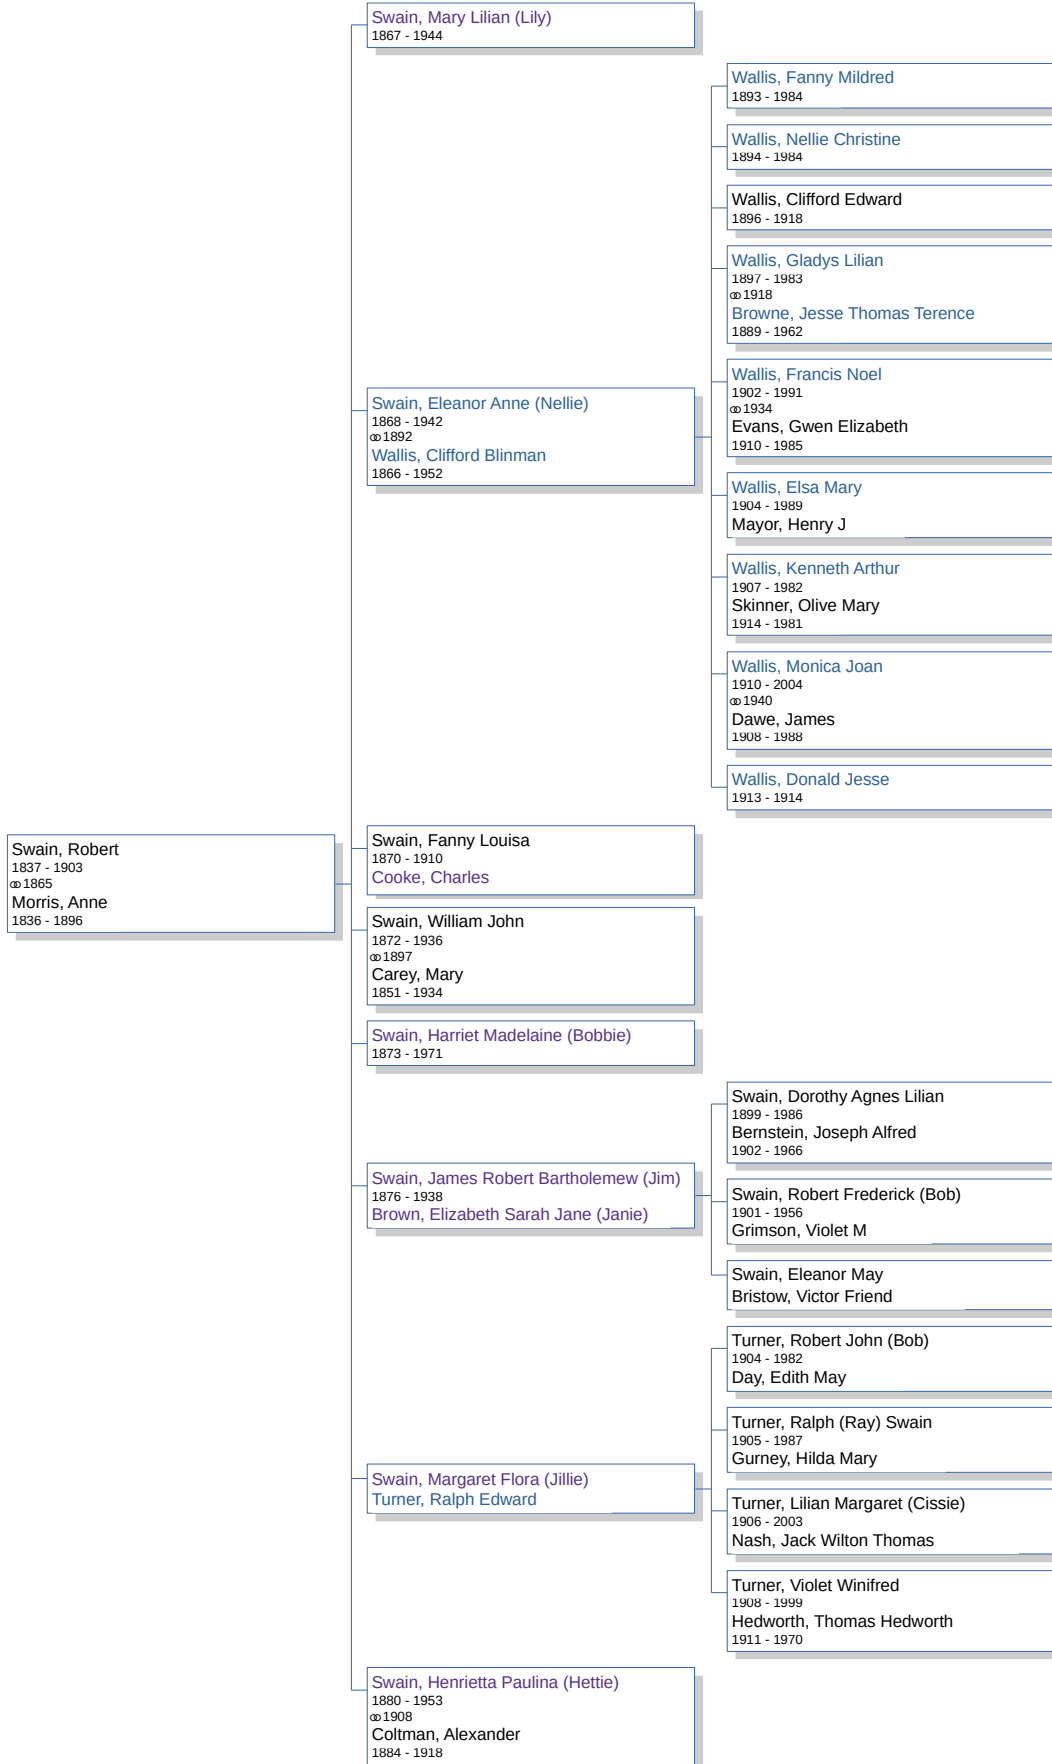 Swain, Mary Lilian (Lily)
1867 - 1944
Wallis, Fanny Mildred
1893 - 1984
Wallis, Nellie Christine
1894 - 1984
Wallis, Clifford Edward
1896 - 1918
Wallis, Gladys Lilian
1897 - 1983
⚭ 1918
Browne, Jesse Thomas Terence
1889 - 1962
Wallis, Francis Noel
1902 - 1991
⚭ 1934
Evans, Gwen Elizabeth
1910 - 1985
Swain, Eleanor Anne (Nellie)
1868 - 1942
⚭ 1892
Wallis, Clifford Blinman
1866 - 1952
Wallis, Elsa Mary
1904 - 1989
Mayor, Henry J
Wallis, Kenneth Arthur
1907 - 1982
Skinner, Olive Mary
1914 - 1981
Wallis, Monica Joan
1910 - 2004
⚭ 1940
Dawe, James
1908 - 1988
Wallis, Donald Jesse
1913 - 1914
Swain, Robert
1837 - 1903
⚭ 1865
Morris, Anne
1836 - 1896
Swain, Fanny Louisa
1870 - 1910
Cooke, Charles
Swain, William John
1872 - 1936
⚭ 1897
Carey, Mary
1851 - 1934
Swain, Harriet Madelaine (Bobbie)
1873 - 1971
Swain, Dorothy Agnes Lilian
1899 - 1986
Bernstein, Joseph Alfred
1902 - 1966
Swain, James Robert Bartholemew (Jim)
1876 - 1938
Brown, Elizabeth Sarah Jane (Janie)
Swain, Robert Frederick (Bob)
1901 - 1956
Grimson, Violet M
Swain, Eleanor May
Bristow, Victor Friend
Turner, Robert John (Bob)
1904 - 1982
Day, Edith May
Turner, Ralph (Ray) Swain
1905 - 1987
Gurney, Hilda Mary
Swain, Margaret Flora (Jillie)
Turner, Ralph Edward
Turner, Lilian Margaret (Cissie)
1906 - 2003
Nash, Jack Wilton Thomas
Turner, Violet Winifred
1908 - 1999
Hedworth, Thomas Hedworth
1911 - 1970
Swain, Henrietta Paulina (Hettie)
1880 - 1953
⚭ 1908
Coltman, Alexander
1884 - 1918